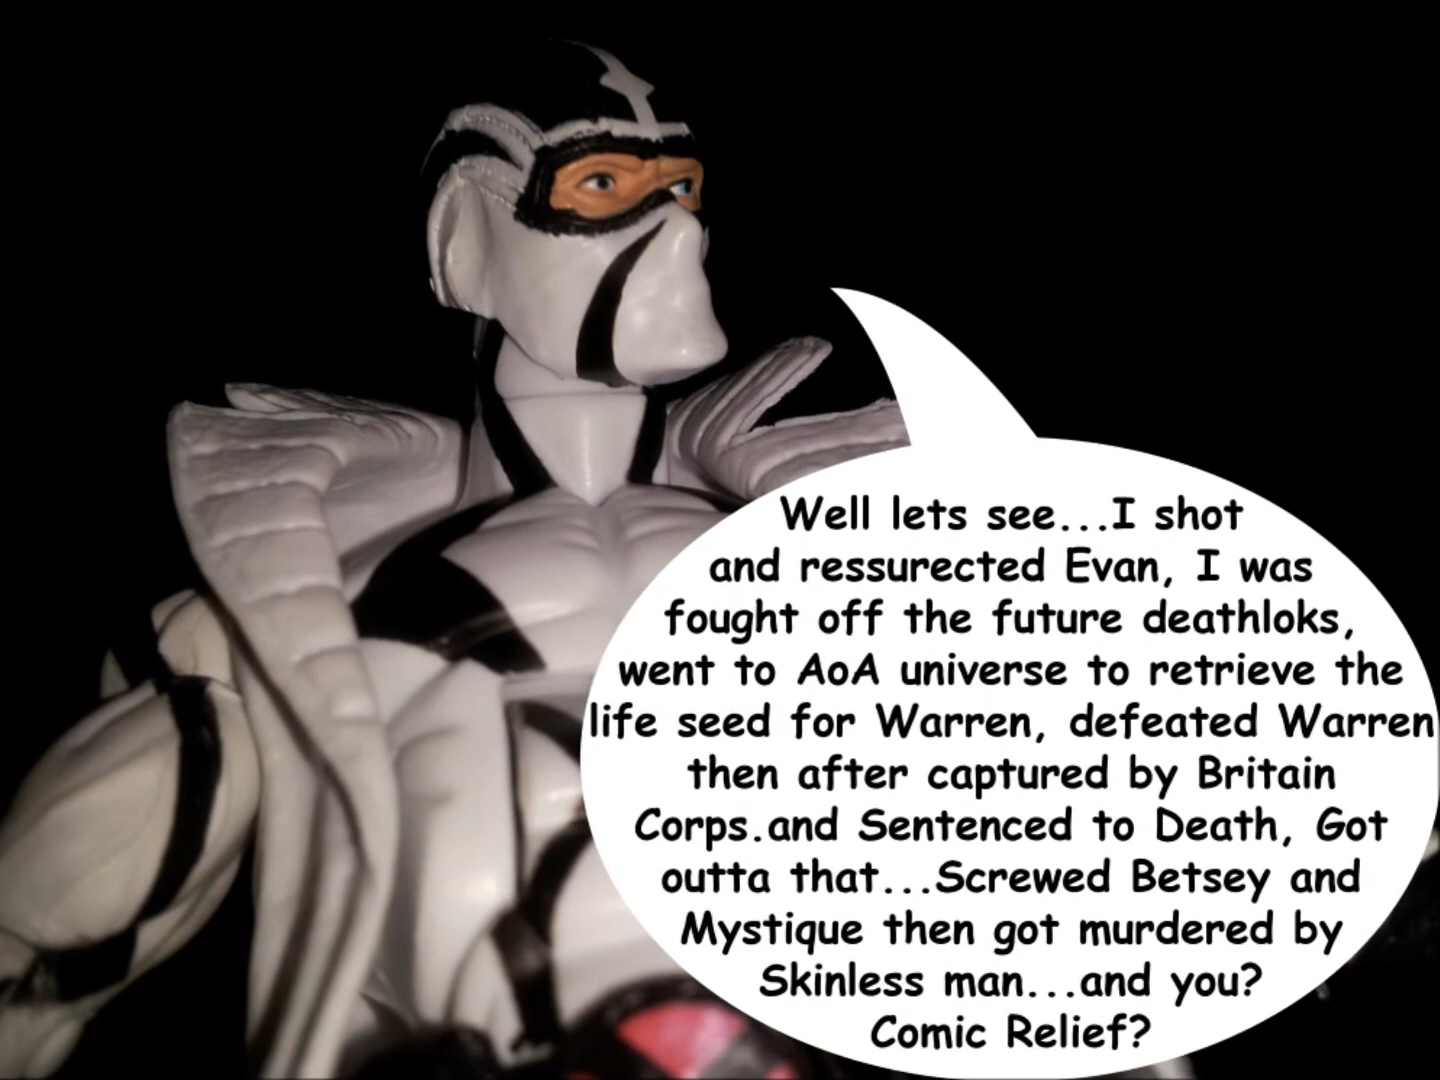 Well lets see...I shot
and ressurected Evan, I was
fought off the future deathloks,
went to AoA universe to retrieve the
life seed for Warren, defeated Warren
then after captured by Britain
Corps.and Sentenced to Death, Got
outta that...Screwed Betsey and
Mystique then got murdered by
Skinless man...and you?
Comic Relief?